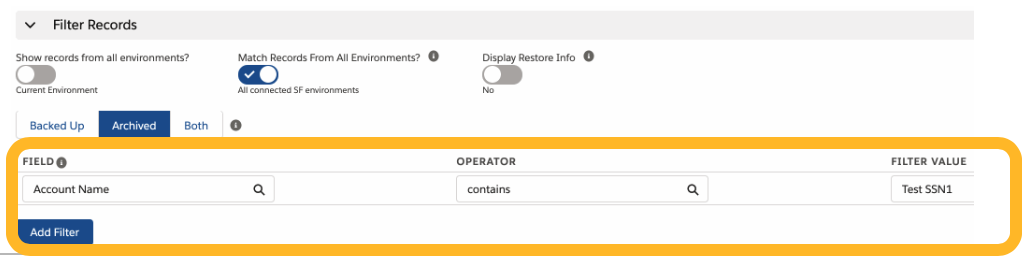 Filter Records
Show records from all environments? Match Records From All Environments? Display Restore Info
Current Environment All connected SF environments No
Backed Up Archived Both
FIELD OPERATOR FILTER VALUE
Account Name contains Test SSN1
Add Filter